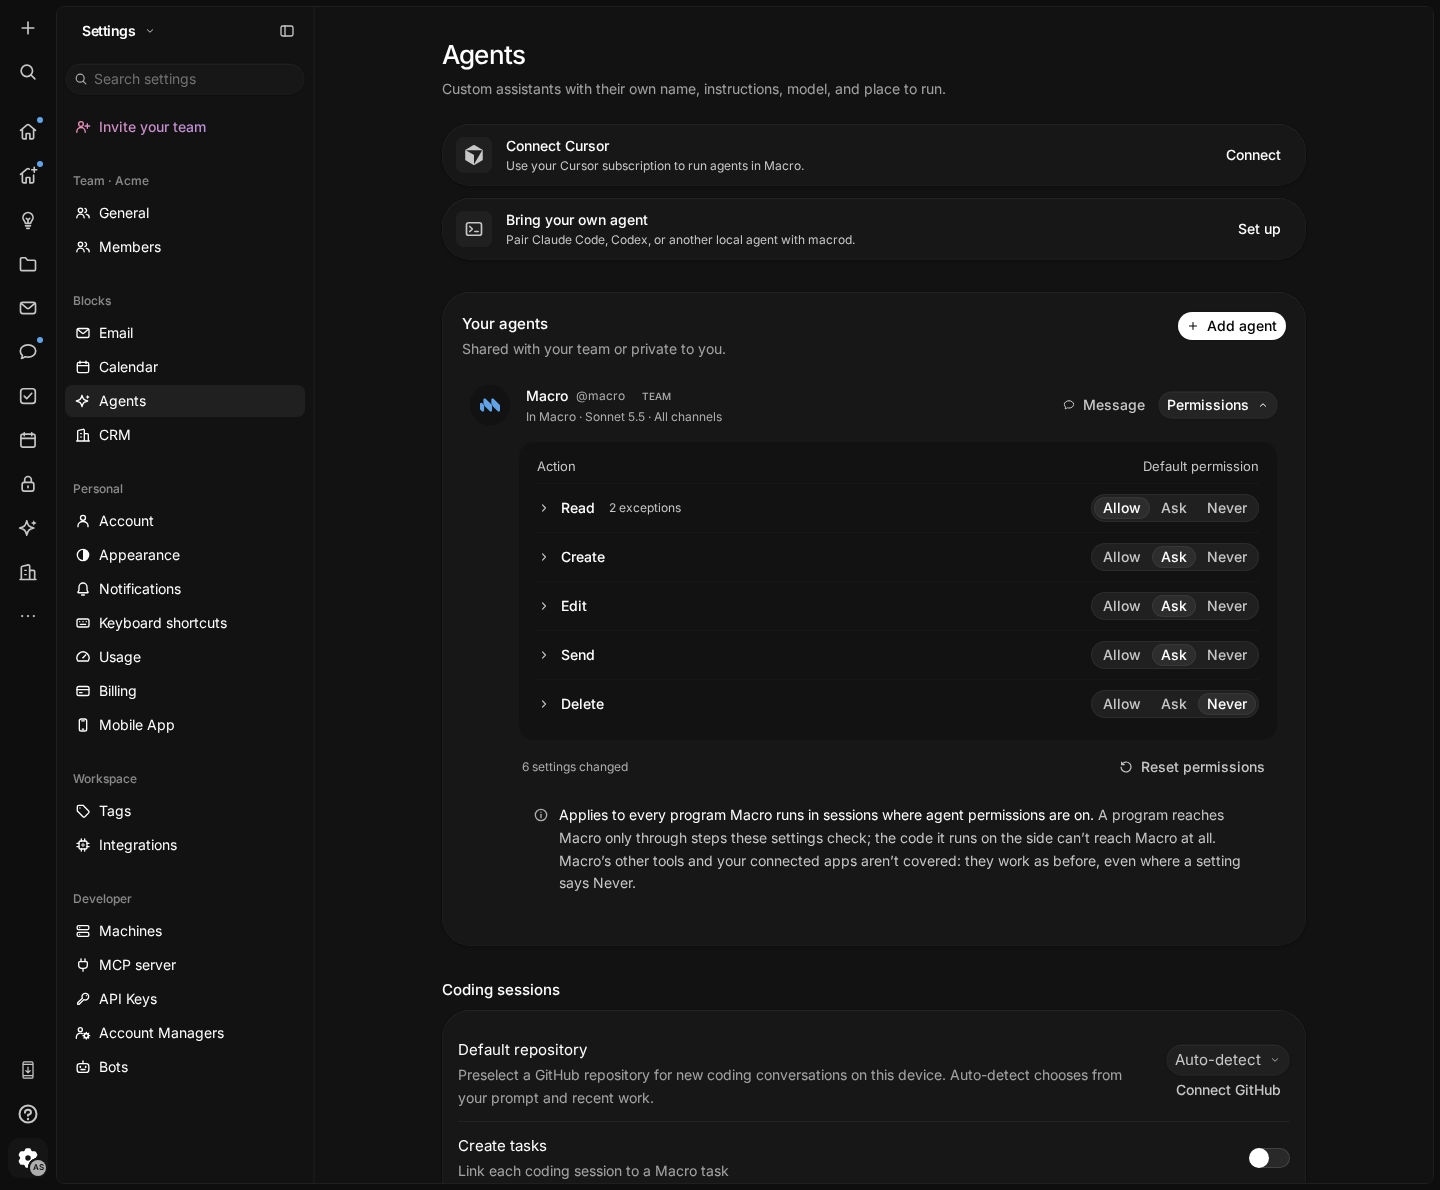 Settings
Search settings
Invite your team
Team · Acme
General
Members
Blocks
Email
Calendar
Agents
CRM
Personal
Account
Appearance
Notifications
Keyboard shortcuts
Usage
Billing
Mobile App
Workspace
Tags
Integrations
Developer
Machines
MCP server
API Keys
Account Managers
Bots
AS
Agents
Custom assistants with their own name, instructions, model, and place to run.
Connect Cursor
Use your Cursor subscription to run agents in Macro.
Connect
Bring your own agent
Pair Claude Code, Codex, or another local agent with macrod.
Set up
Your agents
Shared with your team or private to you.
Add agent
Macro @macro TEAM
In Macro · Sonnet 5.5 · All channels
Message
Permissions
Action Default permission
Read 2 exceptions Allow Ask Never
Create Allow Ask Never
Edit Allow Ask Never
Send Allow Ask Never
Delete Allow Ask Never
6 settings changed
Reset permissions
Applies to every program Macro runs in sessions where agent permissions are on. A program reaches
Macro only through steps these settings check; the code it runs on the side can’t reach Macro at all.
Macro’s other tools and your connected apps aren’t covered: they work as before, even where a setting
says Never.
Coding sessions
Default repository
Preselect a GitHub repository for new coding conversations on this device. Auto-detect chooses from
your prompt and recent work.
Auto-detect
Connect GitHub
Create tasks
Link each coding session to a Macro task